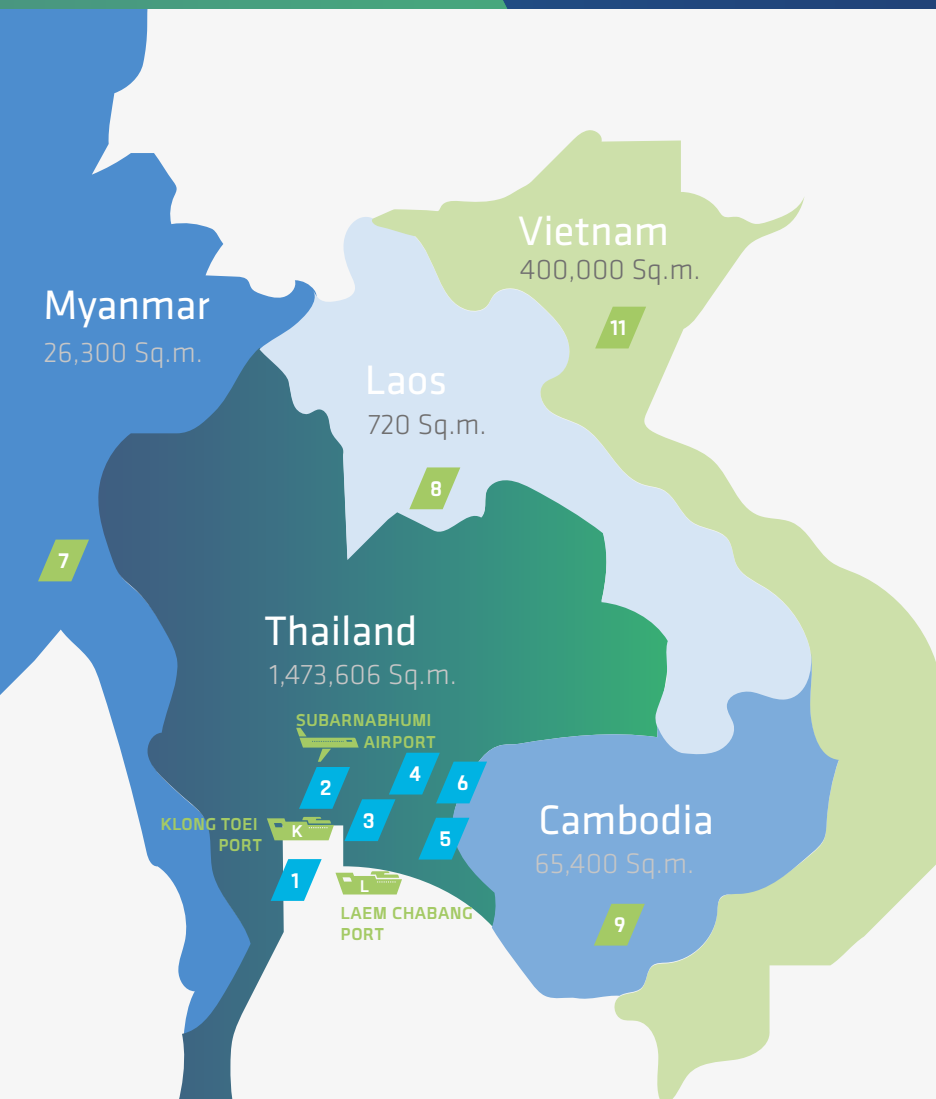 Vietnam
400,000 Sq.m.
11
Myanmar
26,300 Sq.m.
Laos
720 Sq.m.
8
7
Thailand
1,473,606 Sq.m.
SUBARNABHUMI
AIRPORT
4
6
2
3
5
KLONG TOEI
PORT
K
1
L
LAEM CHABANG
PORT
Cambodia
65,400 Sq.m.
9